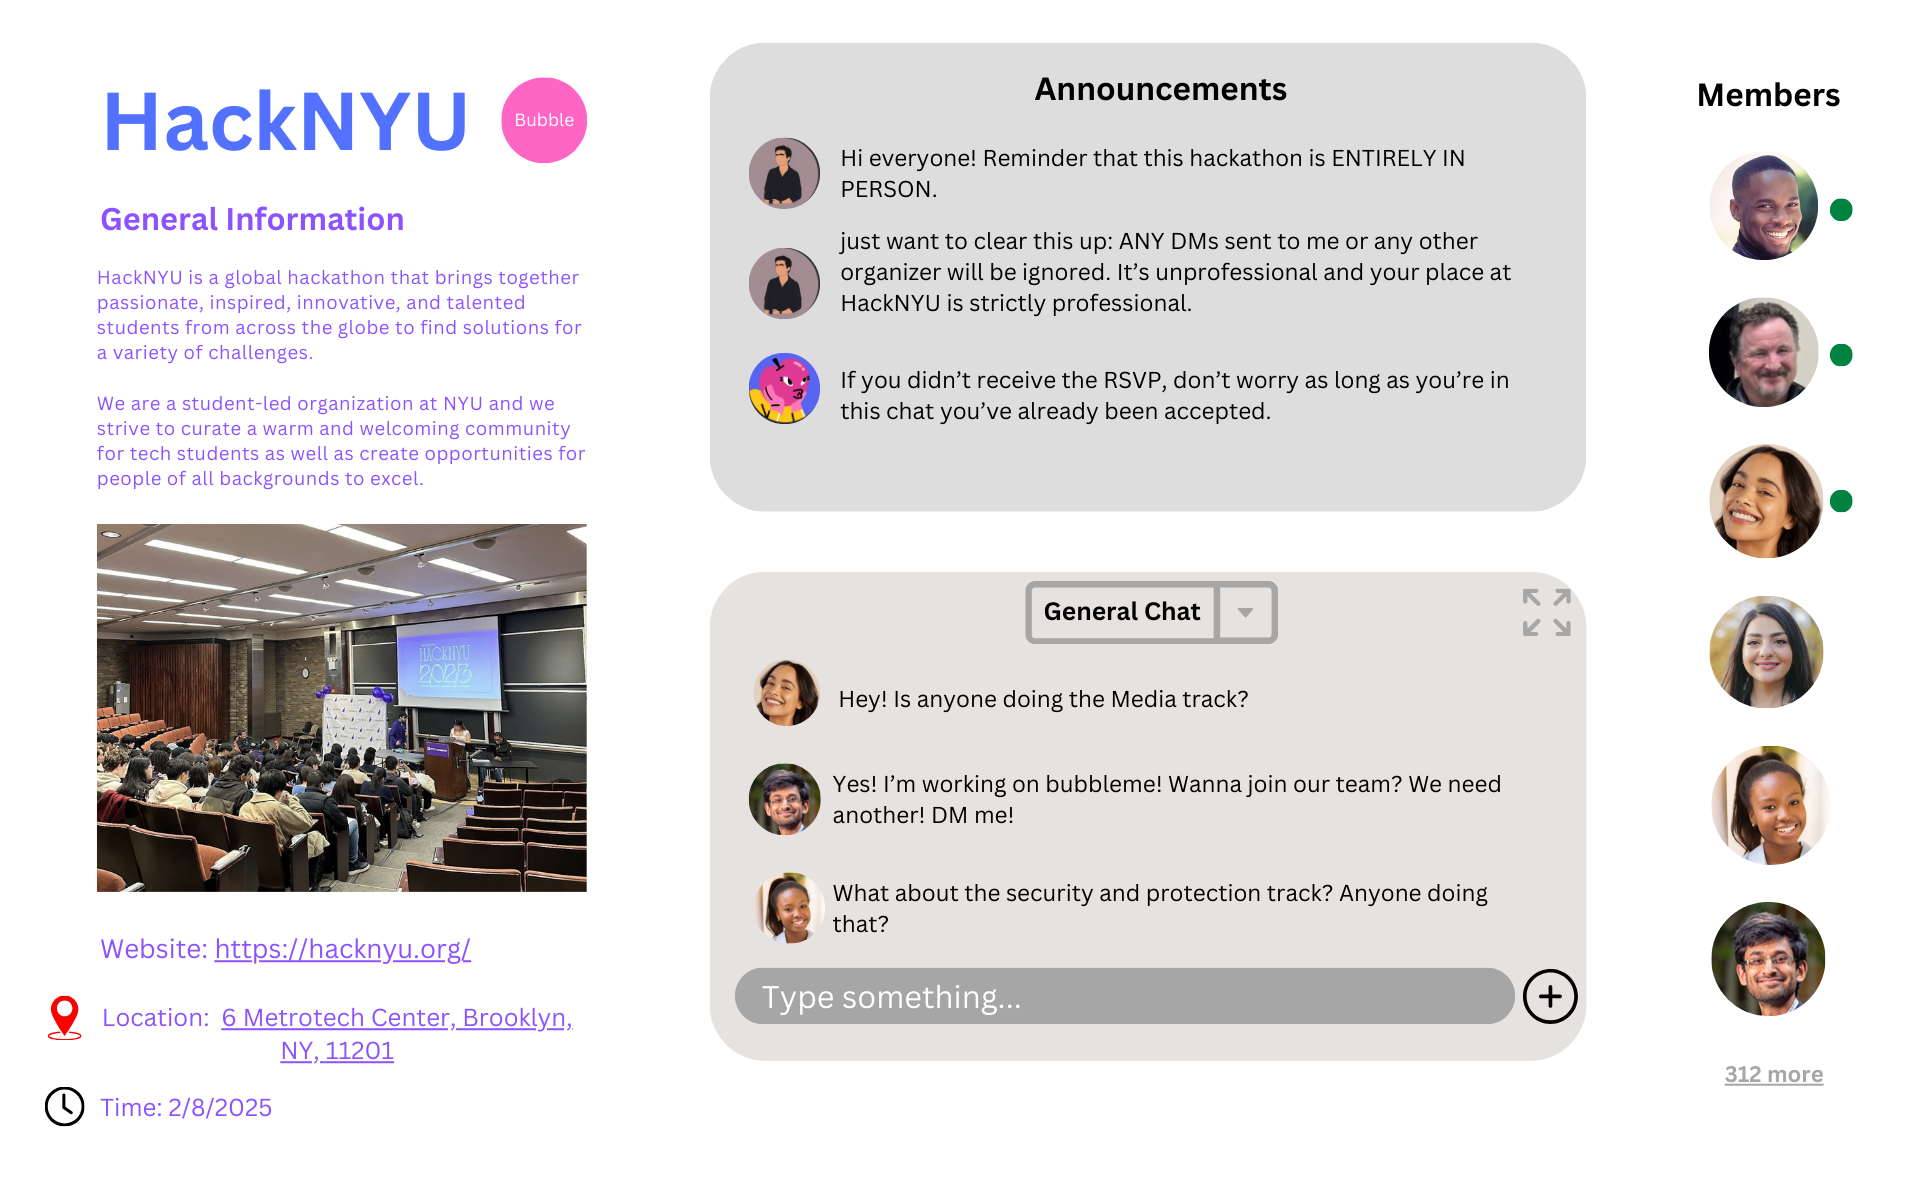 HackNYU
Bubble
General Information
HackNYU is a global hackathon that brings together
passionate, inspired, innovative, and talented
students from across the globe to find solutions for
a variety of challenges.
We are a student-led organization at NYU and we
strive to curate a warm and welcoming community
for tech students as well as create opportunities for
people of all backgrounds to excel.
HACKNYU
2023
Website: https://hacknyu.org/
Location: 6 Metrotech Center, Brooklyn,
NY, 11201
Time: 2/8/2025
Announcements
Hi everyone! Reminder that this hackathon is ENTIRELY IN
PERSON.
just want to clear this up: ANY DMs sent to me or any other
organizer will be ignored. It’s unprofessional and your place at
HackNYU is strictly professional.
If you didn’t receive the RSVP, don’t worry as long as you’re in
this chat you’ve already been accepted.
General Chat
Hey! Is anyone doing the Media track?
Yes! I’m working on bubbleme! Wanna join our team? We need
another! DM me!
What about the security and protection track? Anyone doing
that?
Type something...
Members
312 more